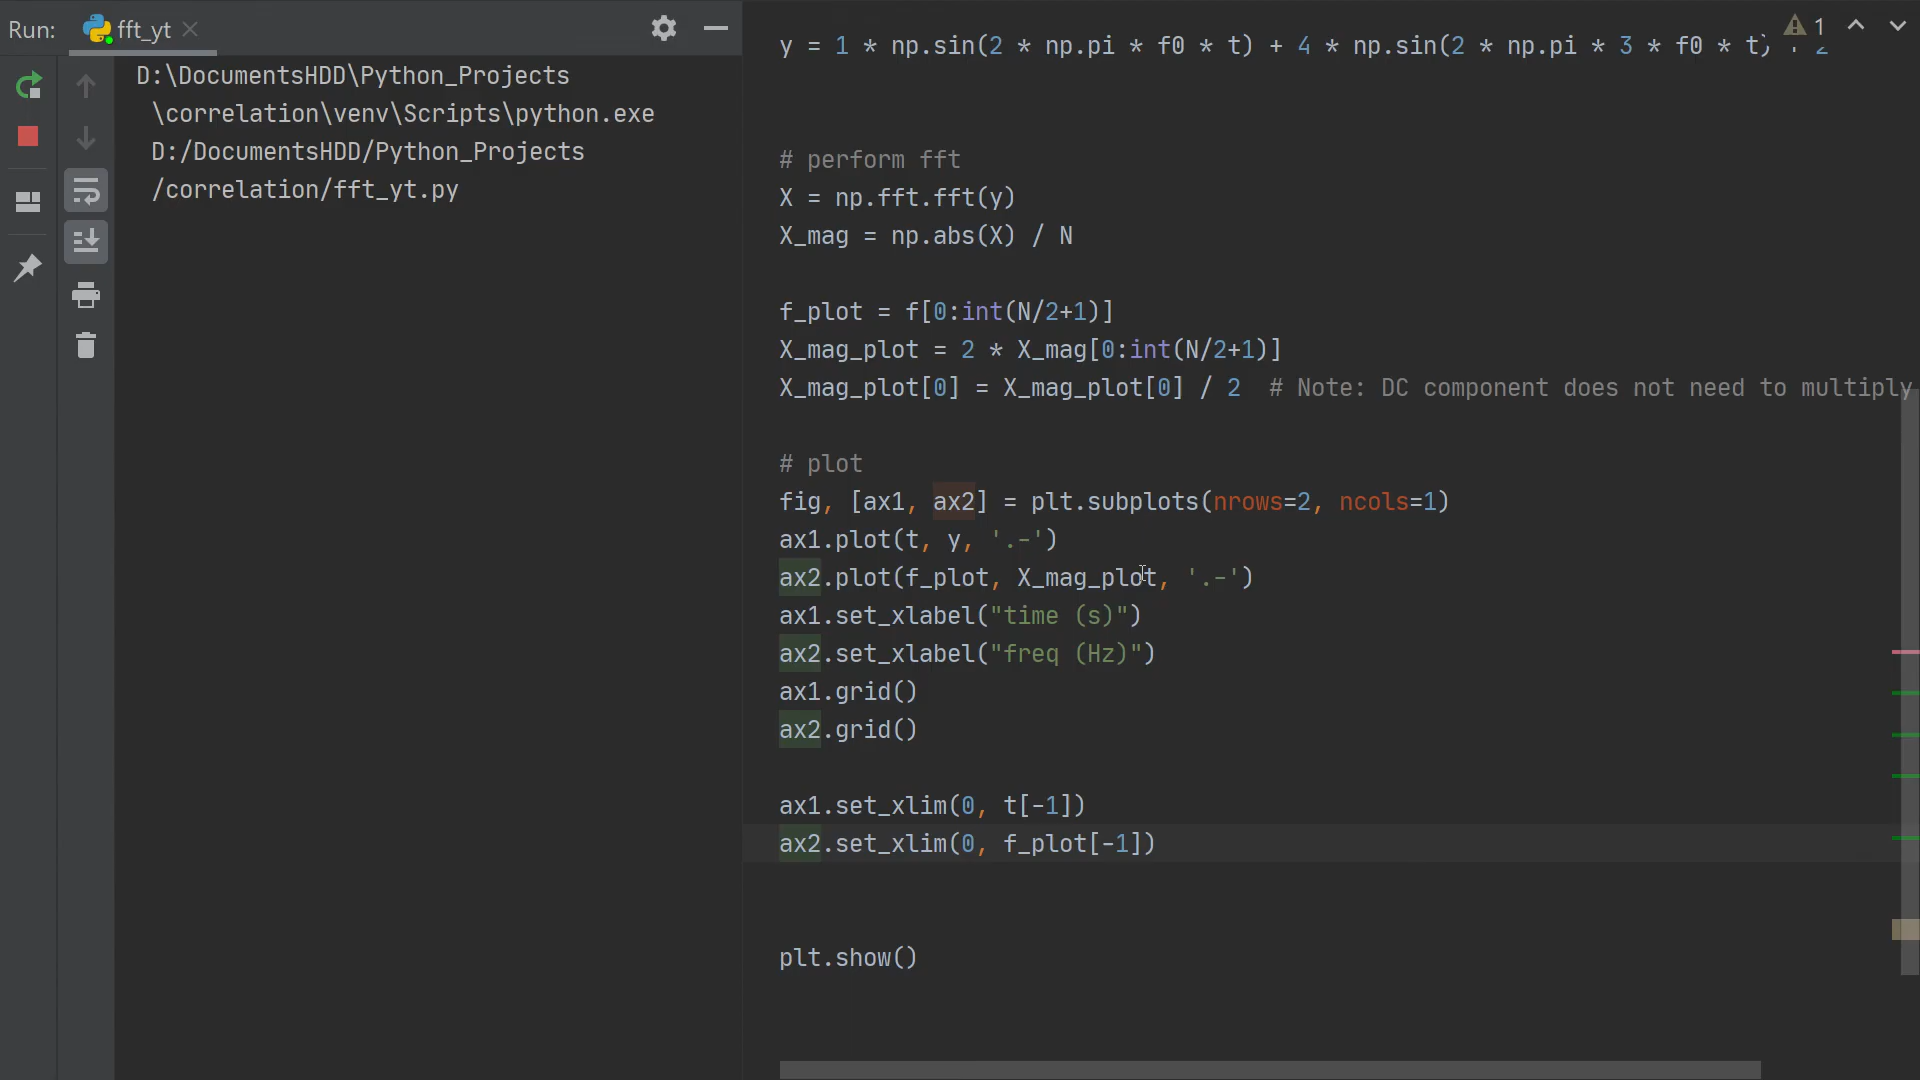 Run: fft_yt
D:\DocumentsHDD\Python_Projects
\correlation\venv\Scripts\python.exe
D:/DocumentsHDD/Python_Projects
/correlation/fft_yt.py
1
y = 1 * np.sin(2 * np.pi * f0 * t) + 4 * np.sin(2 * np.pi * 3 * f0 * t) + 2
# perform fft
X = np.fft.fft(y)
X_mag = np.abs(X) / N
f_plot = f[0:int(N/2+1)]
X_mag_plot = 2 * X_mag[0:int(N/2+1)]
X_mag_plot[0] = X_mag_plot[0] / 2  # Note: DC component does not need to multiply
# plot
fig, [ax1, ax2] = plt.subplots(nrows=2, ncols=1)
ax1.plot(t, y, '.-')
ax2.plot(f_plot, X_mag_plot, '.-')
ax1.set_xlabel("time (s)")
ax2.set_xlabel("freq (Hz)")
ax1.grid()
ax2.grid()
ax1.set_xlim(0, t[-1])
ax2.set_xlim(0, f_plot[-1])
plt.show()